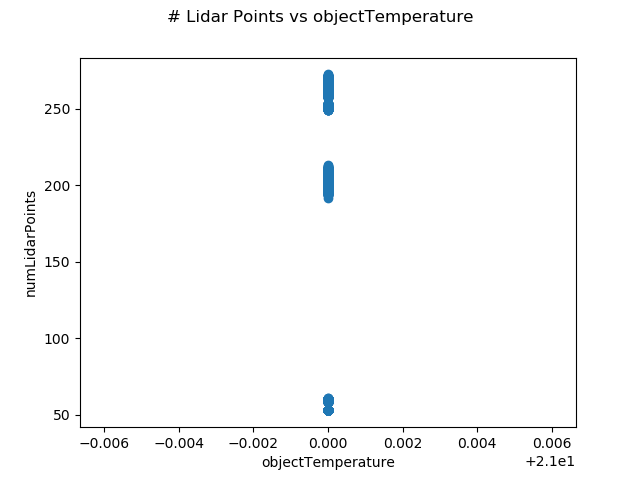 # Lidar Points vs objectTemperature
numLidarPoints
250
200
150
100
50
−0.006 −0.004 −0.002 0.000 0.002 0.004 0.006
objectTemperature
+2.1e1